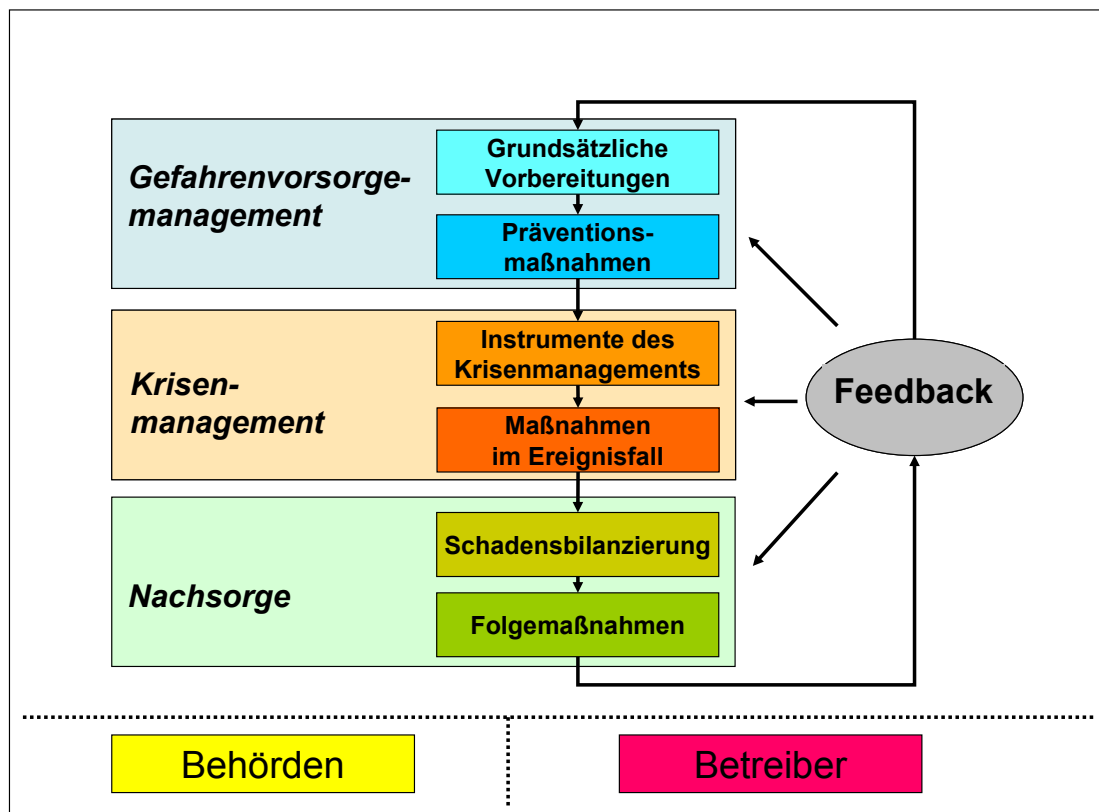 Gefahrenvorsorge-
management
Grundsätzliche
Vorbereitungen
Präventions-
maßnahmen
Krisen-
management
Instrumente des
Krisenmanagements
Maßnahmen
im Ereignisfall
Nachsorge
Schadensbilanzierung
Folgemaßnahmen
Feedback
Behörden
Betreiber